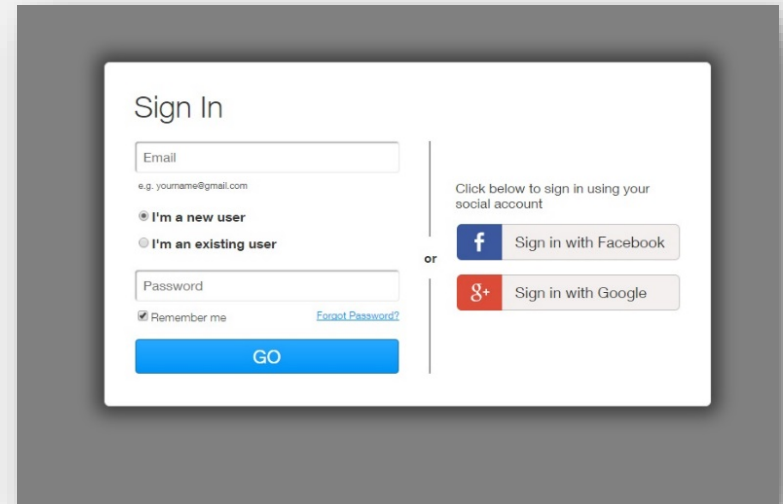 Sign In
Email
e.g. yourname@gmail.com
I'm a new user
I'm an existing user
Password
Remember me
Forgot Password?
GO
or
Click below to sign in using your
social account
f
Sign in with Facebook
g+
Sign in with Google